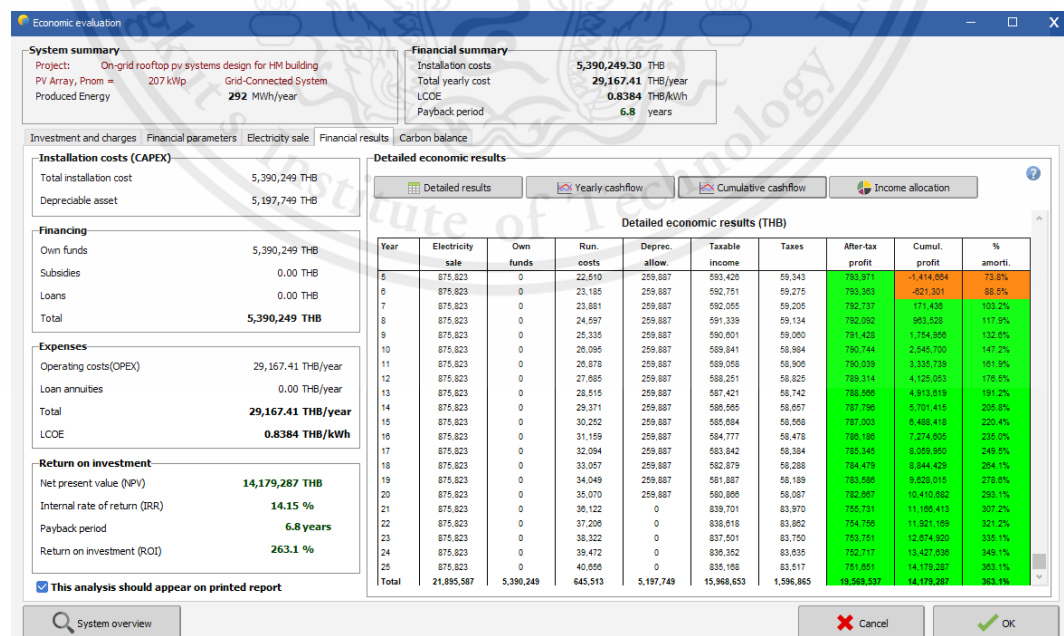 Economic evaluation
System summary
Project: On-grid rooftop pv systems design for HM building
PV Array, Pnom = 207 kWp Grid-Connected System
Produced Energy 292 MWh/year
Financial summary
Installation costs 5,390,249.30 THB
Total yearly cost 29,167.41 THB/year
LCOE 0.8384 THB/kWh
Payback period 6.8 years
Investment and charges Financial parameters Electricity sale Financial results Carbon balance
Installation costs (CAPEX)
Total installation cost 5,390,249 THB
Depreciable asset 5,197,749 THB
Financing
Own funds 5,390,249 THB
Subsidies 0.00 THB
Loans 0.00 THB
Total 5,390,249 THB
Expenses
Operating costs(OPEX) 29,167.41 THB/year
Loan annuities 0.00 THB/year
Total 29,167.41 THB/year
LCOE 0.8384 THB/kWh
Return on investment
Net present value (NPV) 14,179,287 THB
Internal rate of return (IRR) 14.15 %
Payback period 6.8 years
Return on investment (ROI) 263.1 %
This analysis should appear on printed report
Detailed economic results
Detailed results Yearly cashflow Cumulative cashflow Income allocation
Detailed economic results (THB)
Year Electricity Own Run. Deprec. Taxable Taxes After-tax Cumul. %
sale funds costs allow. income profit profit amorti.
5 875,823 0 22,510 259,887 593,426 59,343 793,971 -1,414,664 73.8%
6 875,823 0 23,185 259,887 592,751 59,275 793,363 -621,301 88.5%
7 875,823 0 23,881 259,887 592,055 59,205 792,737 171,436 103.2%
8 875,823 0 24,597 259,887 591,339 59,134 792,092 963,528 117.9%
9 875,823 0 25,335 259,887 590,601 59,060 791,428 1,754,956 132.6%
10 875,823 0 26,095 259,887 589,841 58,984 790,744 2,545,700 147.2%
11 875,823 0 26,878 259,887 589,058 58,906 790,039 3,335,739 161.9%
12 875,823 0 27,685 259,887 588,251 58,825 789,314 4,125,053 176.5%
13 875,823 0 28,515 259,887 587,421 58,742 788,566 4,913,619 191.2%
14 875,823 0 29,371 259,887 586,565 58,657 787,796 5,701,415 205.8%
15 875,823 0 30,252 259,887 585,684 58,568 787,003 6,488,418 220.4%
16 875,823 0 31,159 259,887 584,777 58,478 786,186 7,274,605 235.0%
17 875,823 0 32,094 259,887 583,842 58,384 785,345 8,059,950 249.5%
18 875,823 0 33,057 259,887 582,879 58,288 784,479 8,844,429 264.1%
19 875,823 0 34,049 259,887 581,887 58,189 783,586 9,628,015 278.6%
20 875,823 0 35,070 259,887 580,866 58,087 782,667 10,410,682 293.1%
21 875,823 0 36,122 0 839,701 83,970 755,731 11,166,413 307.2%
22 875,823 0 37,206 0 838,618 83,862 754,756 11,921,169 321.2%
23 875,823 0 38,322 0 837,501 83,750 753,751 12,674,920 335.1%
24 875,823 0 39,472 0 836,352 83,635 752,717 13,427,636 349.1%
25 875,823 0 40,656 0 835,168 83,517 751,651 14,179,287 363.1%
Total 21,895,587 5,390,249 645,513 5,197,749 15,968,653 1,596,865 19,569,537 14,179,287 363.1%
System overview Cancel OK